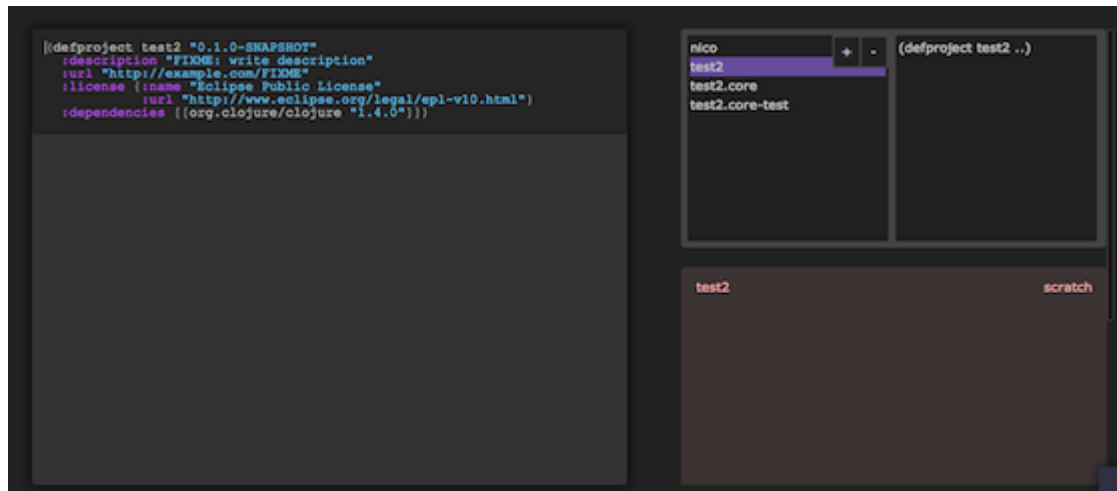 (defproject test2 "0.1.0-SNAPSHOT"
:description "FIXME: write description"
:url "http://example.com/FIXME"
:license {:name "Eclipse Public License"
:url "http://www.eclipse.org/legal/epl-v10.html"}
:dependencies [[org.clojure/clojure "1.4.0"]])
nico
+ -
test2
test2.core
test2.core-test
(defproject test2 ..)
test2 scratch